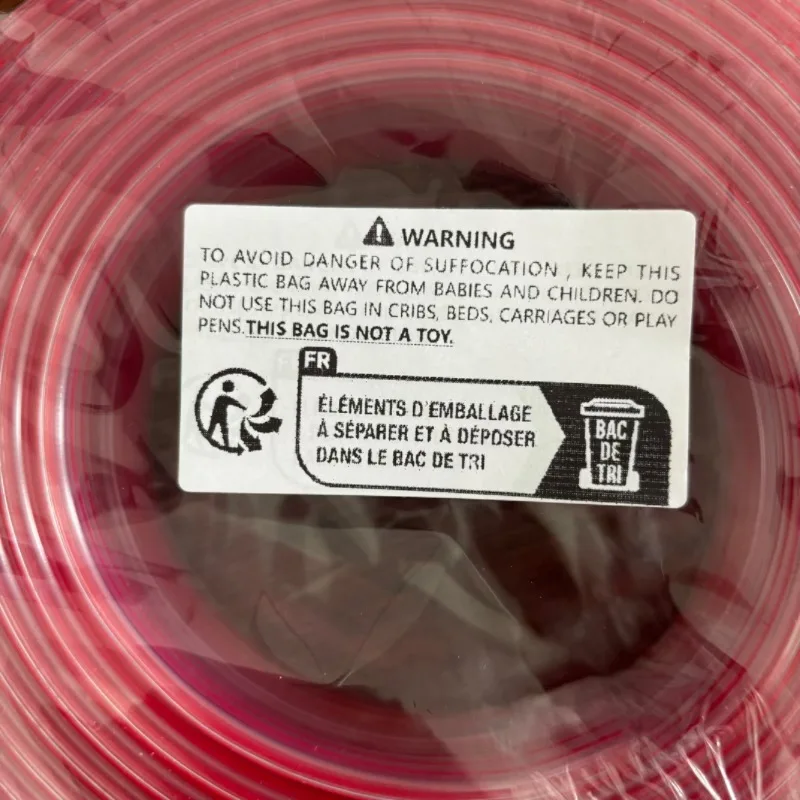 WARNING
TO AVOID DANGER OF SUFFOCATION , KEEP THIS
PLASTIC BAG AWAY FROM BABIES AND CHILDREN. DO
NOT USE THIS BAG IN CRIBS, BEDS, CARRIAGES OR PLAY
PENS.THIS BAG IS NOT A TOY.
FR
ÉLÉMENTS D'EMBALLAGE
À SÉPARER ET À DÉPOSER
DANS LE BAC DE TRI
BAC
DE
TRI